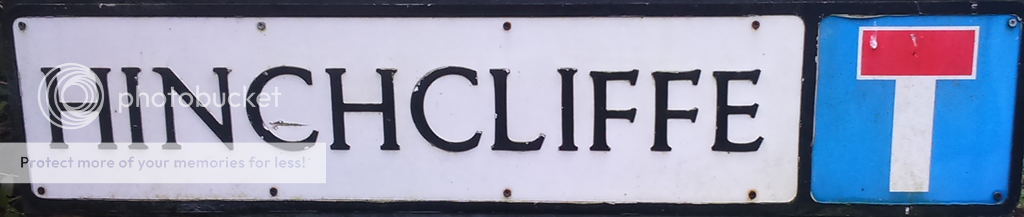 HINCHCLIFFE
photobucket
Protect more of your memories for less!